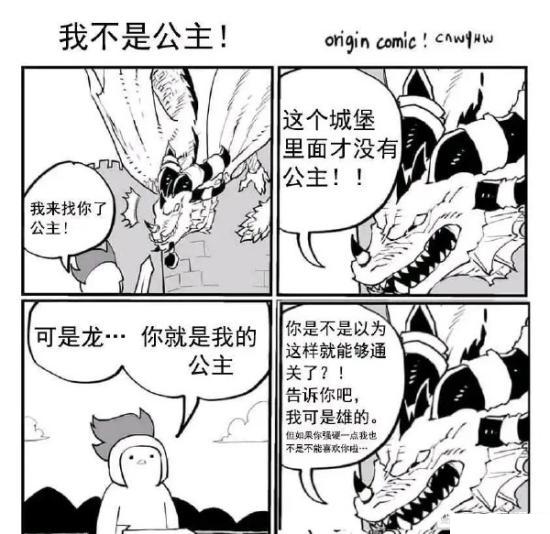 我不是公主！
origin comic! cnwqHw
我来找你了
公主！
这个城堡
里面才没有
公主！！
可是龙… 你就是我的
公主
你是不是以为
这样就能够通
关了？！
告诉你吧，
我可是雄的。
但如果你强硬一点我也
不是不能喜欢你啦…